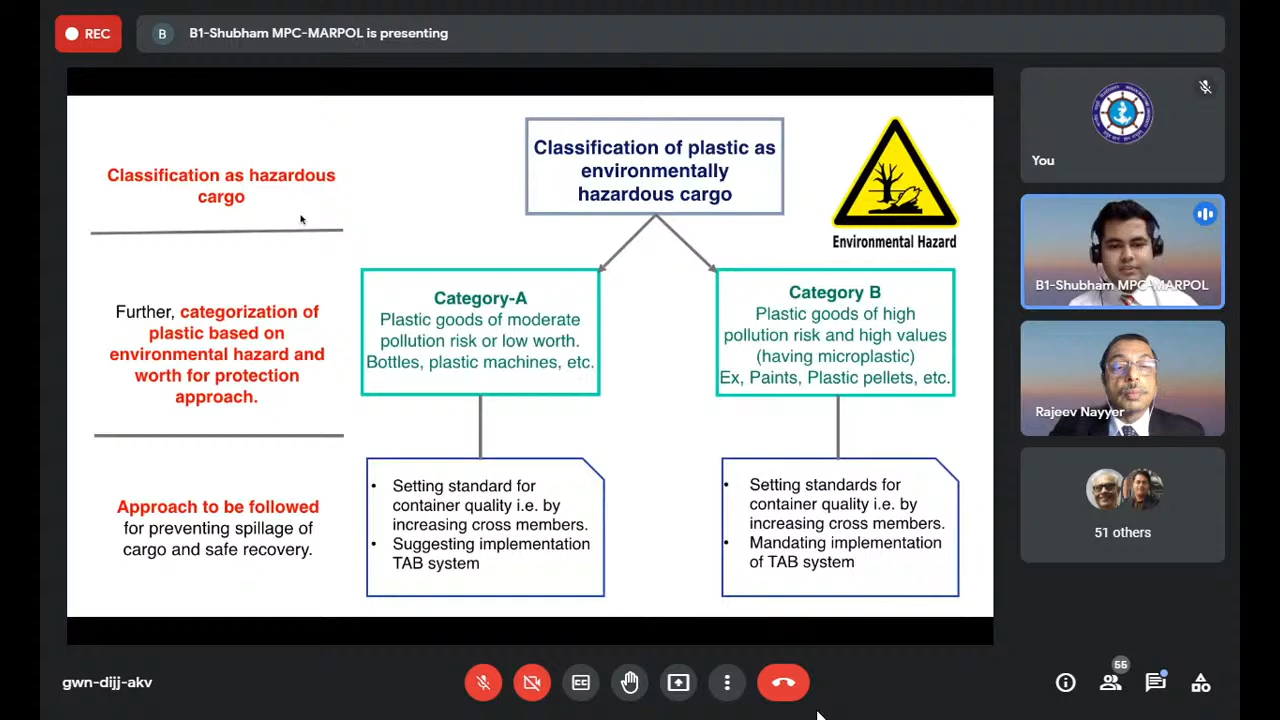 REC
B
B1-Shubham MPC-MARPOL is presenting
Classification as hazardous
cargo
Further, categorization of
plastic based on
environmental hazard and
worth for protection
approach.
Approach to be followed
for preventing spillage of
cargo and safe recovery.
Classification of plastic as
environmentally
hazardous cargo
Environmental Hazard
Category-A
Plastic goods of moderate
pollution risk or low worth.
Bottles, plastic machines, etc.
Category B
Plastic goods of high
pollution risk and high values
(having microplastic)
Ex, Paints, Plastic pellets, etc.
• Setting standard for
container quality i.e. by
increasing cross members.
• Suggesting implementation
TAB system
• Setting standards for
container quality i.e. by
increasing cross members.
• Mandating implementation
of TAB system
You
B1-Shubham MPC-MARPOL
Rajeev Nayyer
51 others
gwn-dijj-akv
CC
55